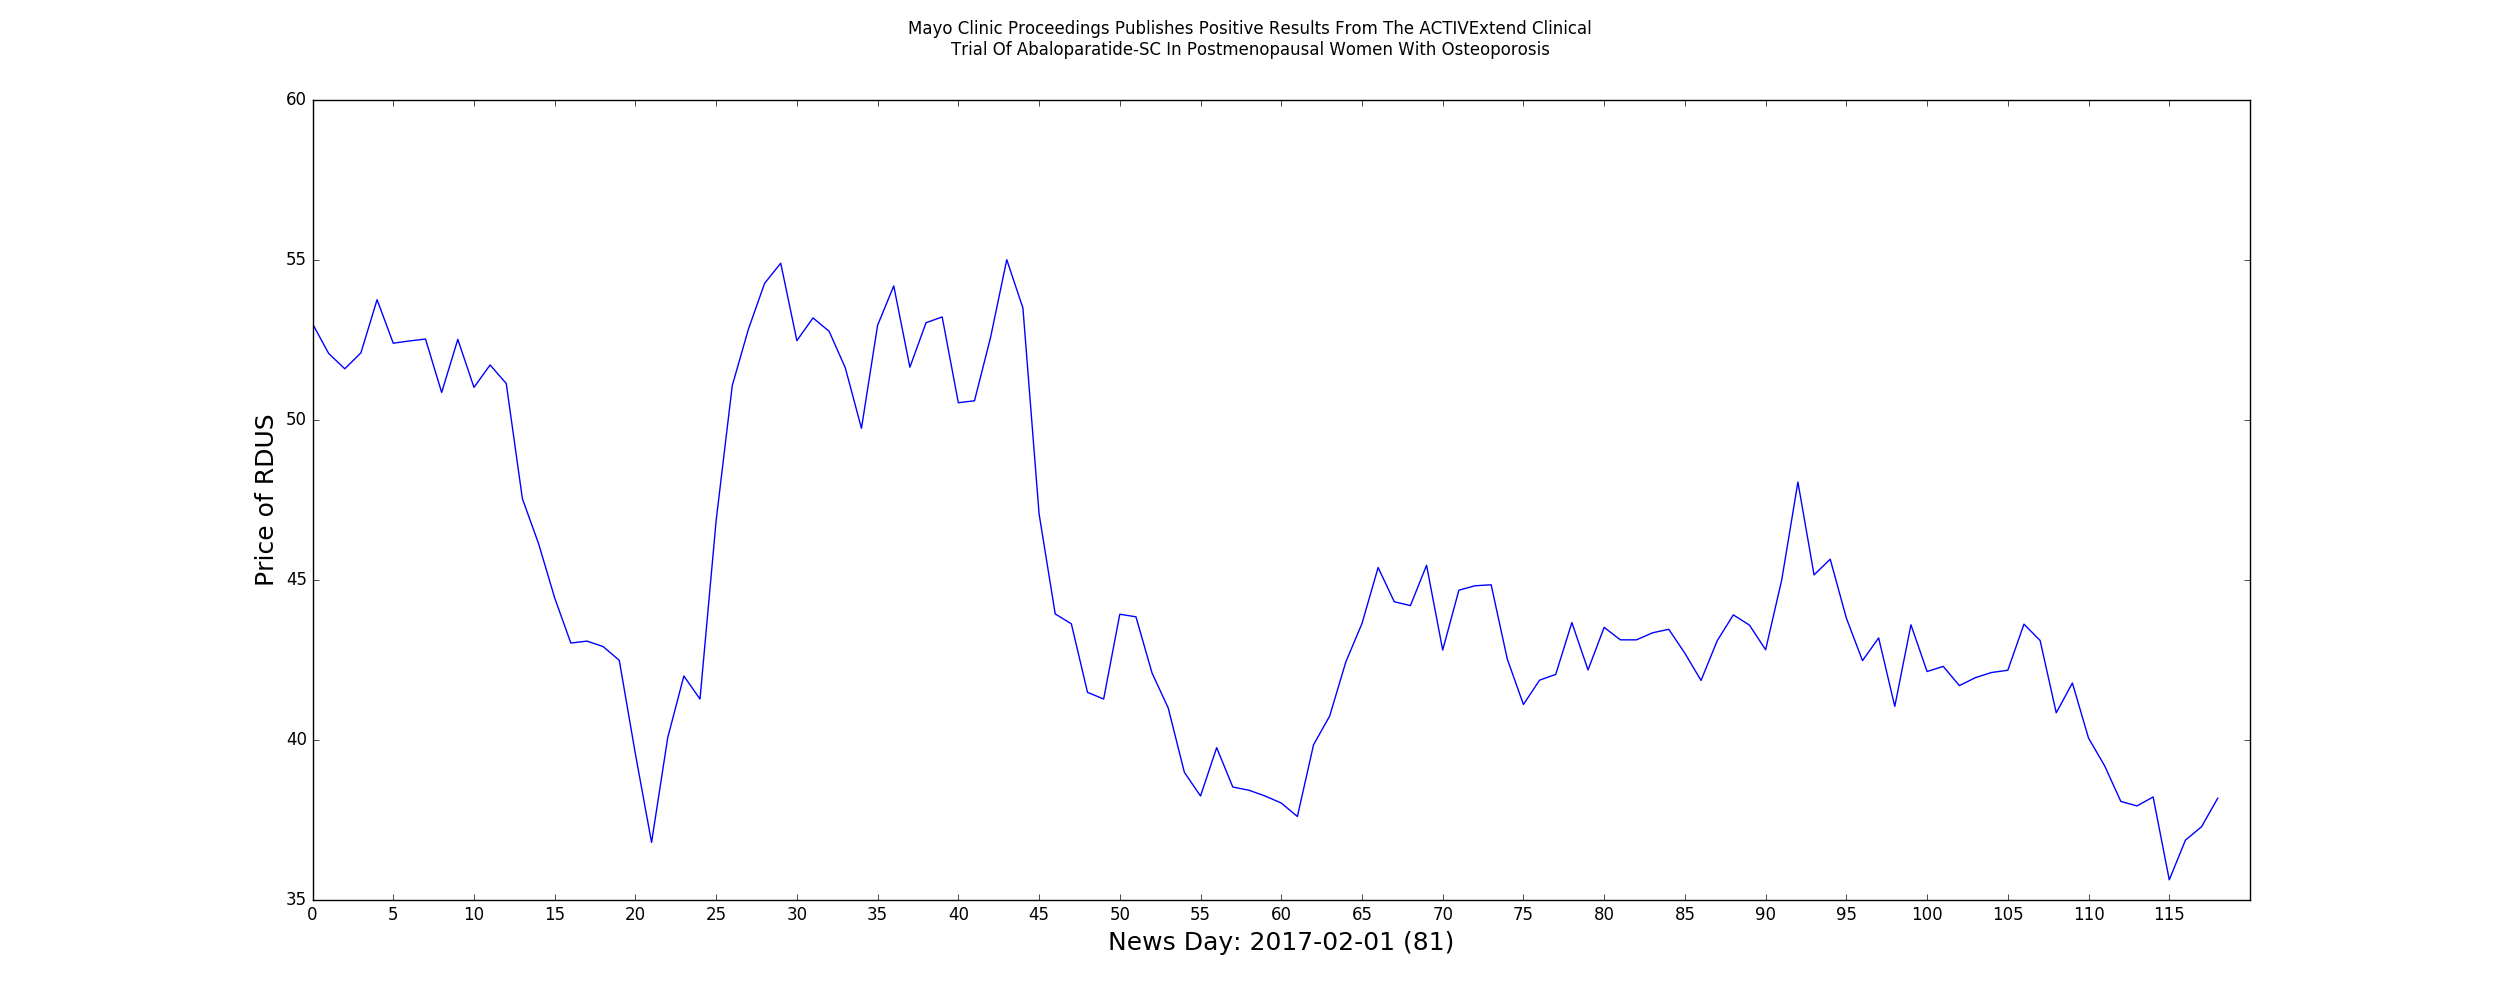 Mayo Clinic Proceedings Publishes Positive Results From The ACTIVExtend Clinical
Trial Of Abaloparatide-SC In Postmenopausal Women With Osteoporosis
60
55
50
45
40
35
Price of RDUS
0 5 10 15 20 25 30 35 40 45 50 55 60 65 70 75 80 85 90 95 100 105 110 115
News Day: 2017-02-01 (81)